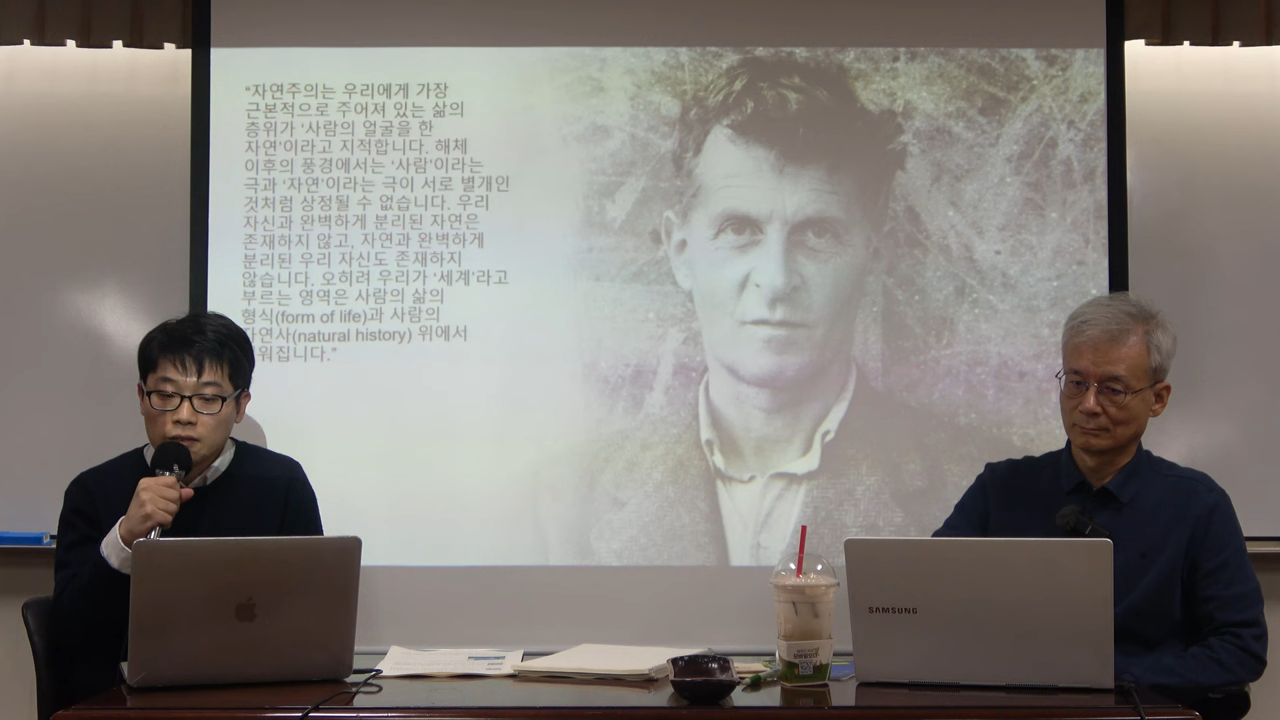 “자연주의는 우리에게 가장
근본적으로 주어져 있는 삶의
층위가 ‘사람의 얼굴을 한
자연’이라고 지적합니다. 해체
이후의 풍경에서는 ‘사람’이라는
극과 ‘자연’이라는 극이 서로 별개인
것처럼 상정될 수 없습니다. 우리
자신과 완벽하게 분리된 자연은
존재하지 않고, 자연과 완벽하게
분리된 우리 자신도 존재하지
않습니다. 오히려 우리가 ‘세계’라고
부르는 영역은 사람의 삶의
형식(form of life)과 사람의
자연사(natural history) 위에서
워집니다.”
SAMSUNG